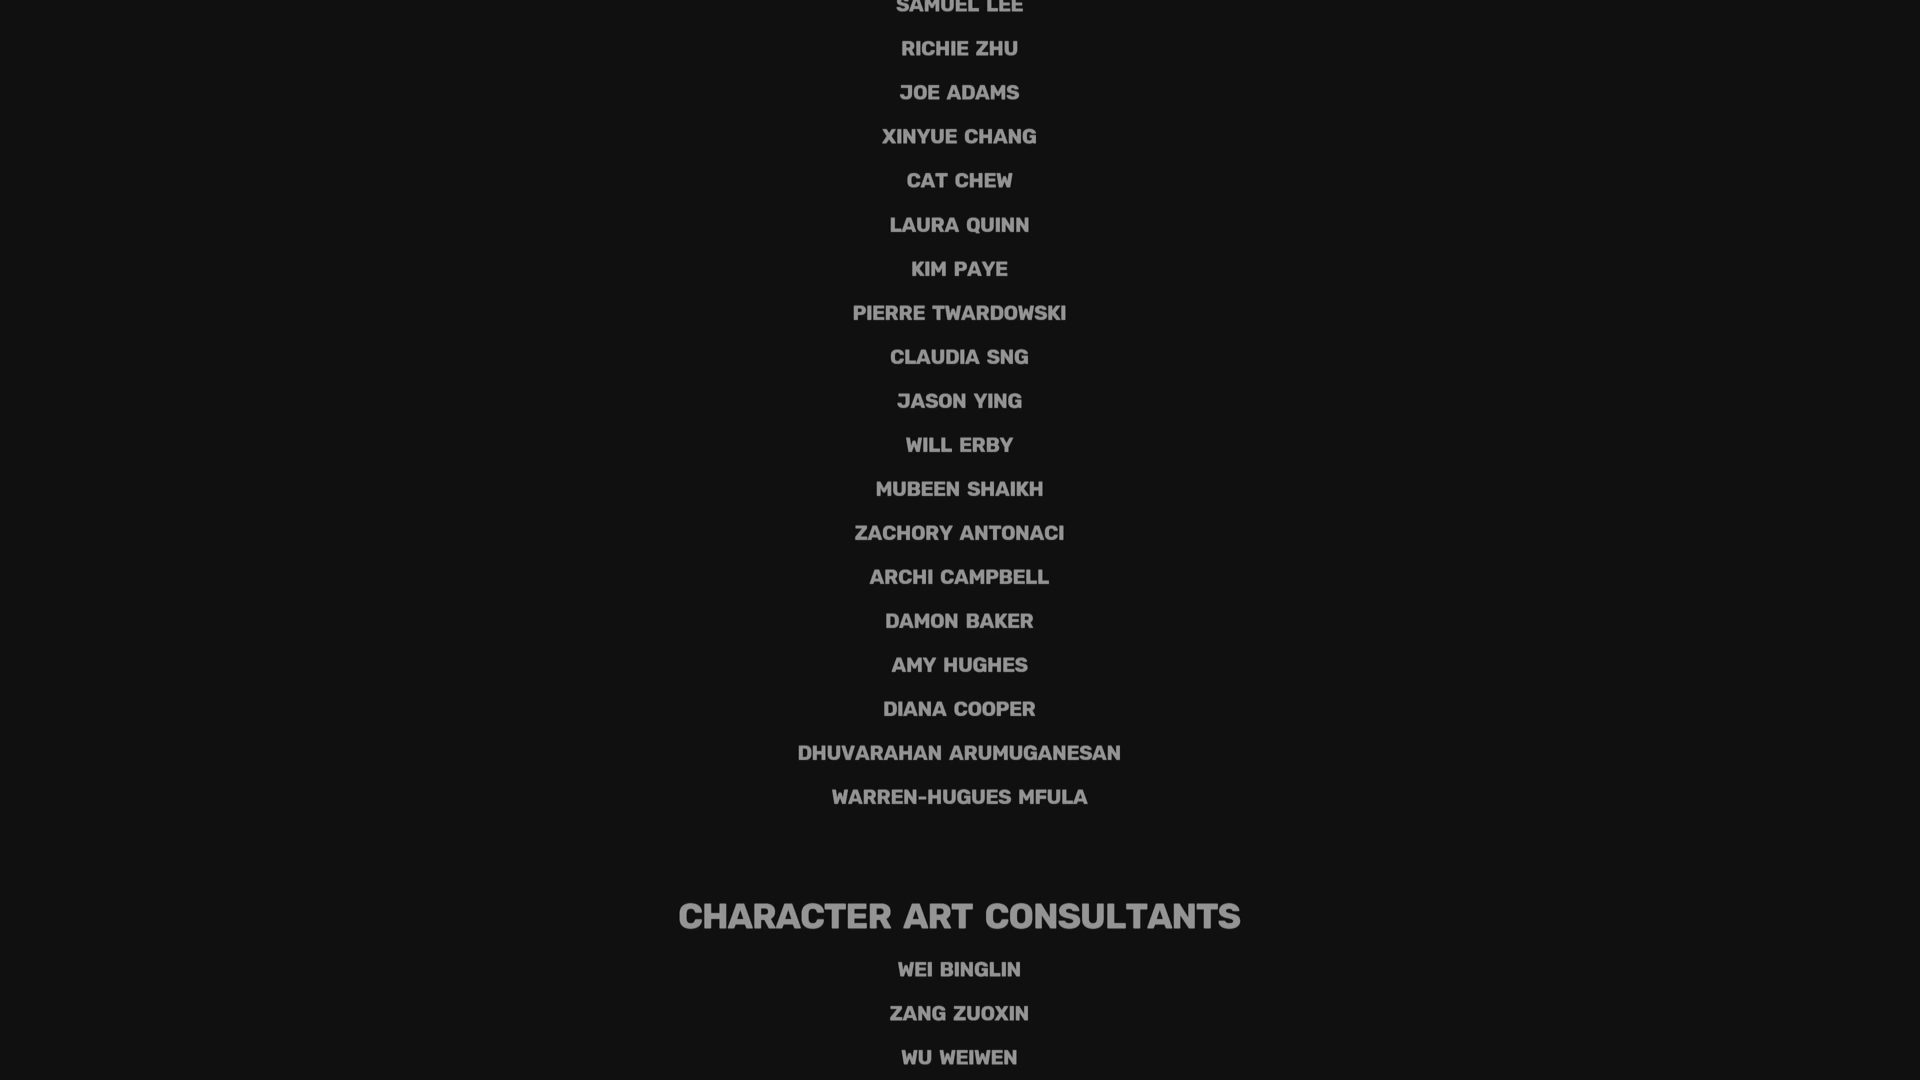 SAMUEL LEE
RICHIE ZHU
JOE ADAMS
XINYUE CHANG
CAT CHEW
LAURA QUINN
KIM PAYE
PIERRE TWARDOWSKI
CLAUDIA SNG
JASON YING
WILL ERBY
MUBEEN SHAIKH
ZACHORY ANTONACI
ARCHI CAMPBELL
DAMON BAKER
AMY HUGHES
DIANA COOPER
DHUVARAHAN ARUMUGANESAN
WARREN-HUGUES MFULA
CHARACTER ART CONSULTANTS
WEI BINGLIN
ZANG ZUOXIN
WU WEIWEN